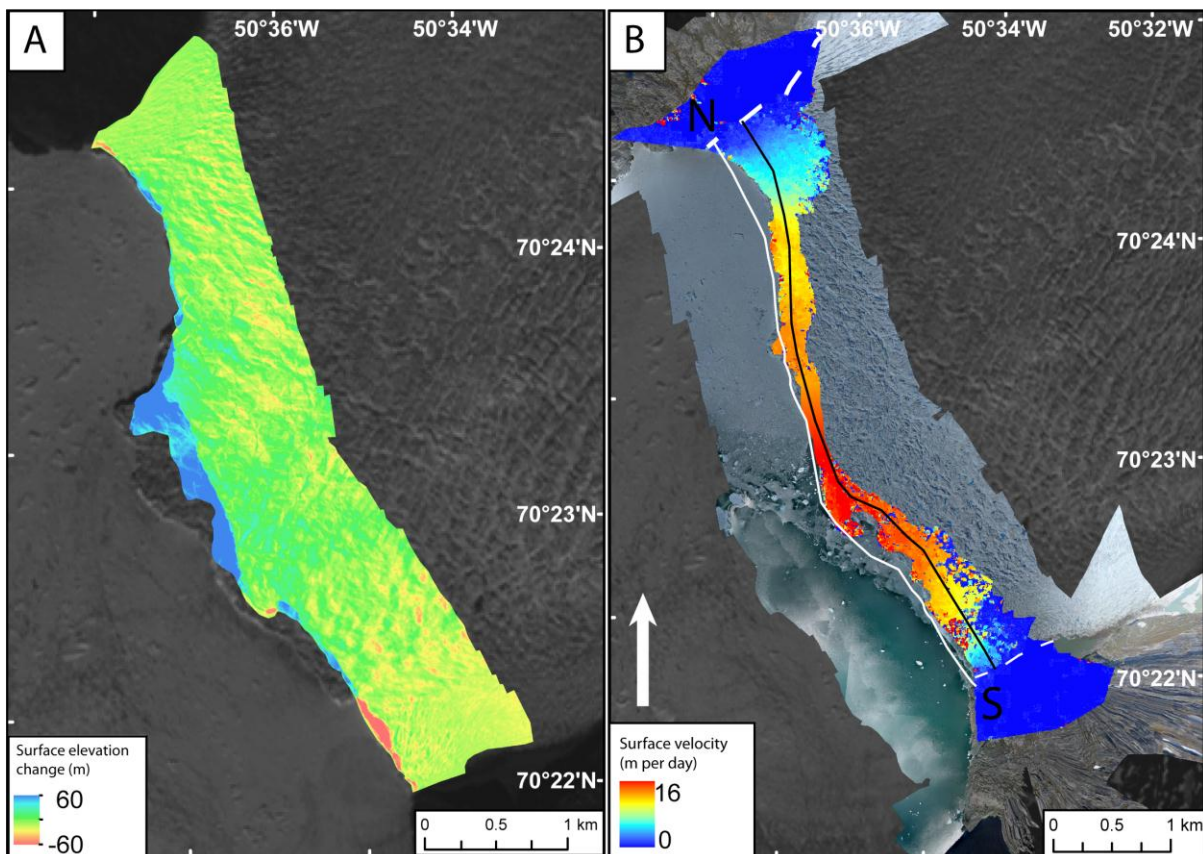 A
50°36'W
50°34'W
70°24'N
70°23'N
70°22'N
Surface elevation
change (m)
60
-60
0 0.5 1 km
B
50°36'W
50°34'W
50°32'W
N
70°24'N
70°23'N
70°22'N
S
Surface velocity
(m per day)
16
0
0 0.5 1 km